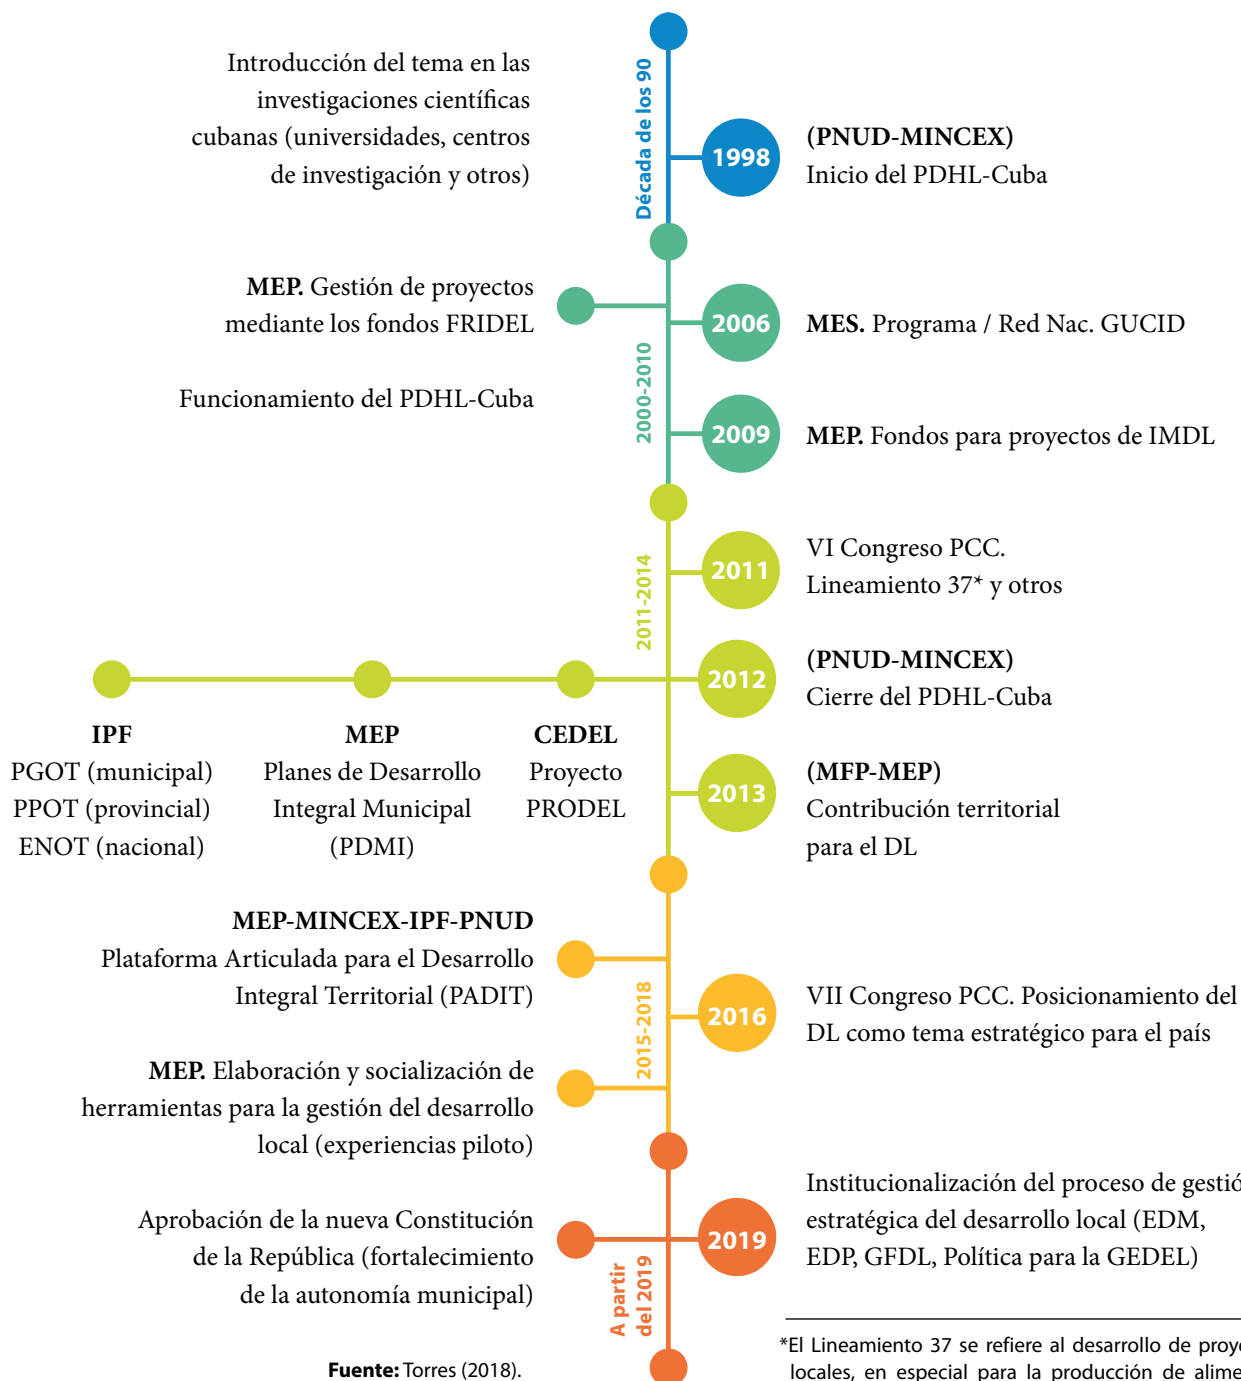 Introducción del tema en las
investigaciones científicas
cubanas (universidades, centros
de investigación y otros)
Década de los 90
1998
(PNUD-MINCEX)
Inicio del PDHL-Cuba
MEP. Gestión de proyectos
mediante los fondos FRIDEL
Funcionamiento del PDHL-Cuba
2000-2010
2006
MES. Programa / Red Nac. GUCID
2009
MEP. Fondos para proyectos de IMDL
2011-2014
2011
VI Congreso PCC.
Lineamiento 37* y otros
2012
(PNUD-MINCEX)
Cierre del PDHL-Cuba
IPF
PGOT (municipal)
PPOT (provincial)
ENOT (nacional)
MEP
Planes de Desarrollo
Integral Municipal
(PDMI)
CEDEL
Proyecto
PRODEL
2013
(MFP-MEP)
Contribución territorial
para el DL
MEP-MINCEX-IPF-PNUD
Plataforma Articulada para el Desarrollo
Integral Territorial (PADIT)
2015-2018
2016
VII Congreso PCC. Posicionamiento del
DL como tema estratégico para el país
MEP. Elaboración y socialización de
herramientas para la gestión del desarrollo
local (experiencias piloto)
Aprobación de la nueva Constitución
de la República (fortalecimiento
de la autonomía municipal)
A partir
del 2019
2019
Institucionalización del proceso de gestió
estratégica del desarrollo local (EDM,
EDP, GFDL, Política para la GEDEL)
Fuente: Torres (2018).
*El Lineamiento 37 se refiere al desarrollo de proye
locales, en especial para la producción de alime